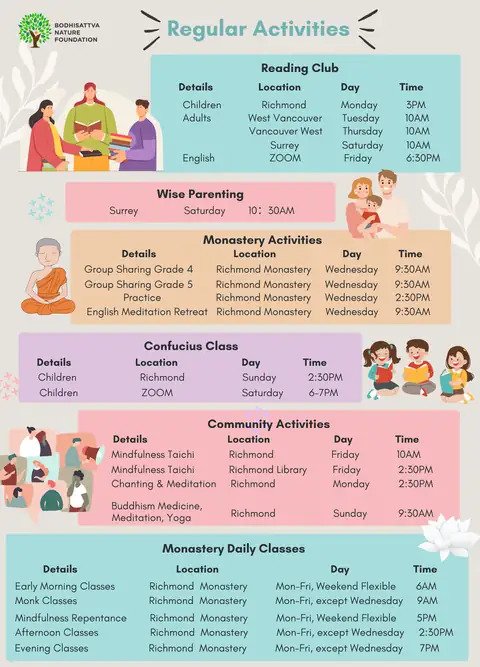 BODHISATTVA
NATURE
FOUNDATION
Regular Activities
Reading Club
Details Location Day Time
Children Richmond Monday 3PM
Adults West Vancouver Tuesday 10AM
Vancouver West Thursday 10AM
Surrey Saturday 10AM
English ZOOM Friday 6:30PM
Wise Parenting
Surrey Saturday 10：30AM
Monastery Activities
Details Location Day Time
Group Sharing Grade 4 Richmond Monastery Wednesday 9:30AM
Group Sharing Grade 5 Richmond Monastery Wednesday 9:30AM
Practice Richmond Monastery Wednesday 2:30PM
English Meditation Retreat Richmond Monastery Wednesday 9:30AM
Confucius Class
Details Location Day Time
Children Richmond Sunday 2:30PM
Children ZOOM Saturday 6-7PM
Community Activities
Details Location Day Time
Mindfulness Taichi Richmond Friday 10AM
Mindfulness Taichi Richmond Library Friday 2:30PM
Chanting & Meditation Richmond Monday 2:30PM
Buddhism Medicine,
Meditation, Yoga Richmond Sunday 9:30AM
Monastery Daily Classes
Details Location Day Time
Early Morning Classes Richmond Monastery Mon-Fri, Weekend Flexible 6AM
Monk Classes Richmond Monastery Mon-Fri, except Wednesday 9AM
Mindfulness Repentance Richmond Monastery Mon-Fri, Weekend Flexible 5PM
Afternoon Classes Richmond Monastery Mon-Fri, except Wednesday 2:30PM
Evening Classes Richmond Monastery Mon-Fri, except Wednesday 7PM